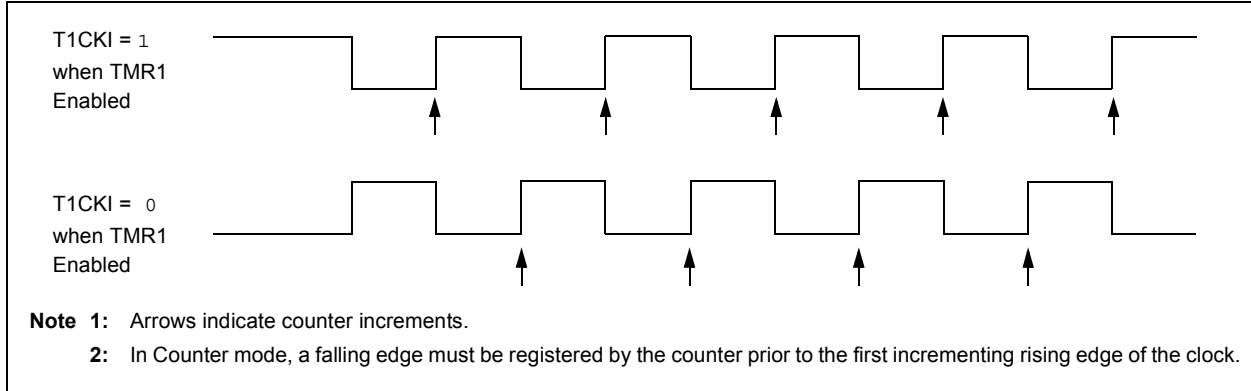 T1CKI = 1
when TMR1
Enabled
T1CKI = 0
when TMR1
Enabled
Note 1: Arrows indicate counter increments.
2: In Counter mode, a falling edge must be registered by the counter prior to the first incrementing rising edge of the clock.